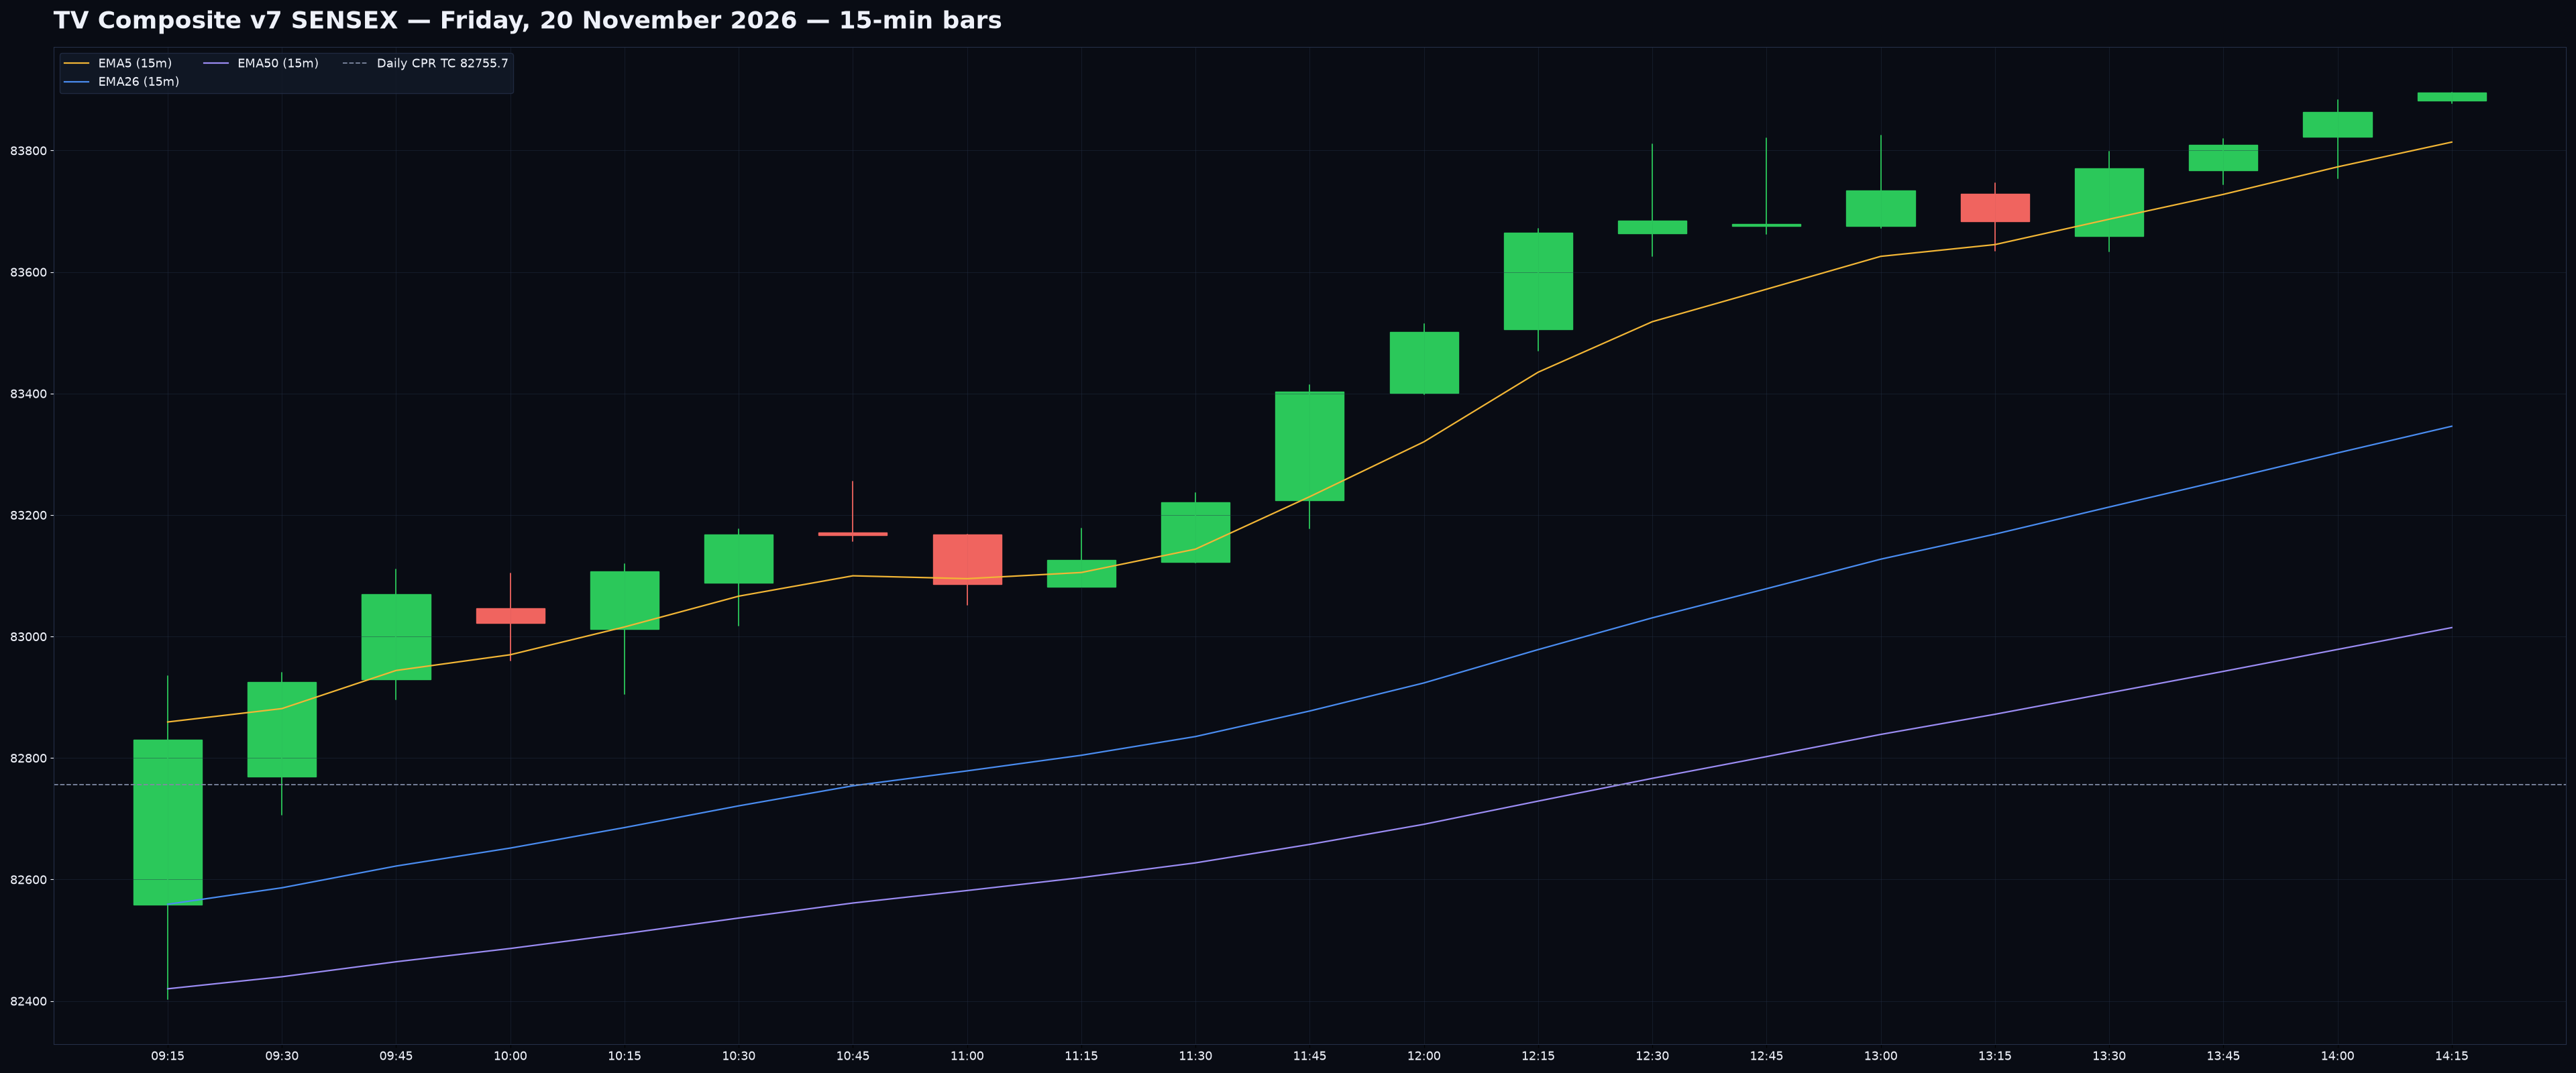 TV Composite v7 SENSEX — Friday, 20 November 2026 — 15-min bars
EMA5 (15m) EMA50 (15m) Daily CPR TC 82755.7
EMA26 (15m)
83800
83600
83400
83200
83000
82800
82600
82400
09:15 09:30 09:45 10:00 10:15 10:30 10:45 11:00 11:15 11:30 11:45 12:00 12:15 12:30 12:45 13:00 13:15 13:30 13:45 14:00 14:15